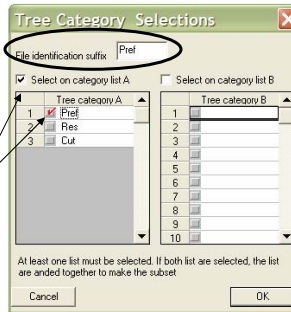 Tree Category Selections
File identification suffix Pref
Select on category list A
Select on category list B
Tree category A
1 Pref
2 Res
3 Cut
Tree category B
1
2
3
4
5
6
7
8
9
10
At least one list must be selected. If both list are selected, the list
are anded together to make the
subset
Cancel
OK